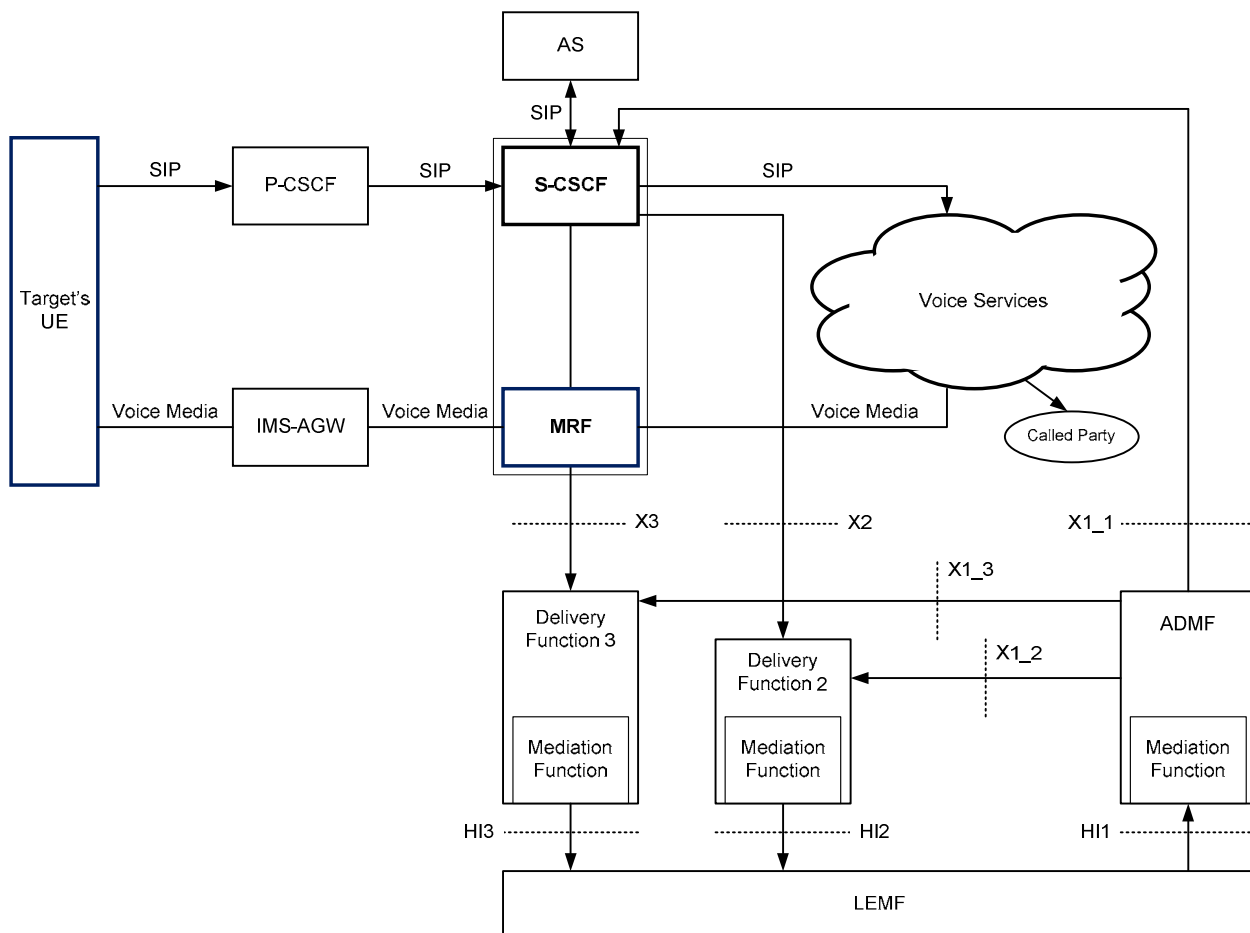 AS
SIP
SIP
P-CSCF
SIP
S-CSCF
SIP
Target's
UE
Voice Services
Voice Media
IMS-AGW
Voice Media
MRF
Voice Media
Called Party
X3
X2
X1_1
X1_3
Delivery
Function 3
ADMF
X1_2
Delivery
Function 2
Mediation
Function
Mediation
Function
Mediation
Function
HI3
HI2
HI1
LEMF